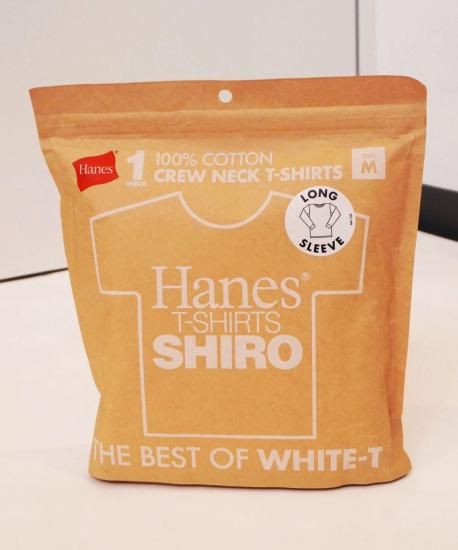 Hanes
1
PIECE
100% COTTON
CREW NECK T-SHIRTS
SIZE
M
LONG
SLEEVE
Hanes®
T-SHIRTS
SHIRO
THE BEST OF WHITE-T